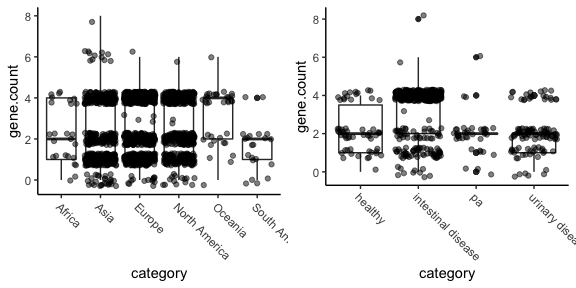 8
6
4
2
0
gene.count
Africa
Asia
Europe
North America
Oceania
South Am
category
8
6
4
2
0
gene.count
healthy
intestinal disease
pa
urinary disea
category